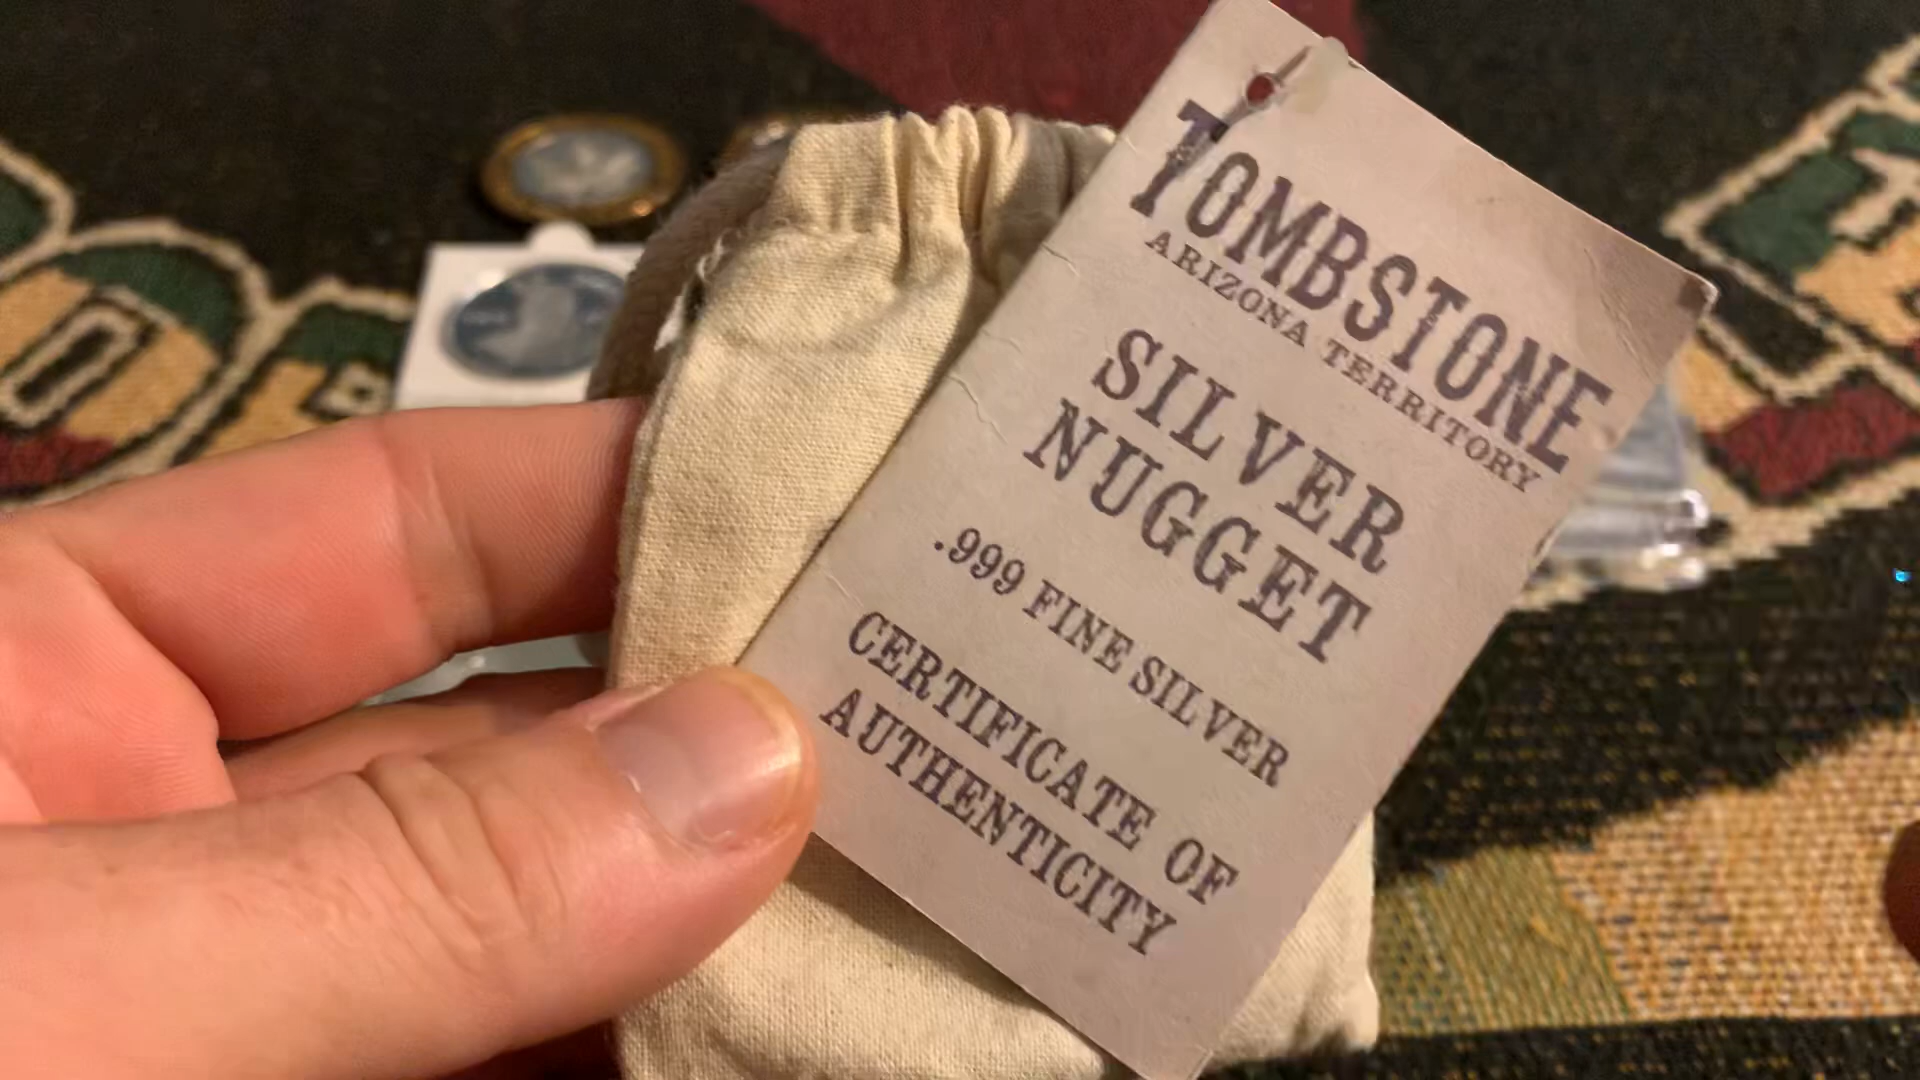 TOMBSTONE
ARIZONA TERRITORY
SILVER
NUGGET
.999 FINE SILVER
CERTIFICATE OF
AUTHENTICITY